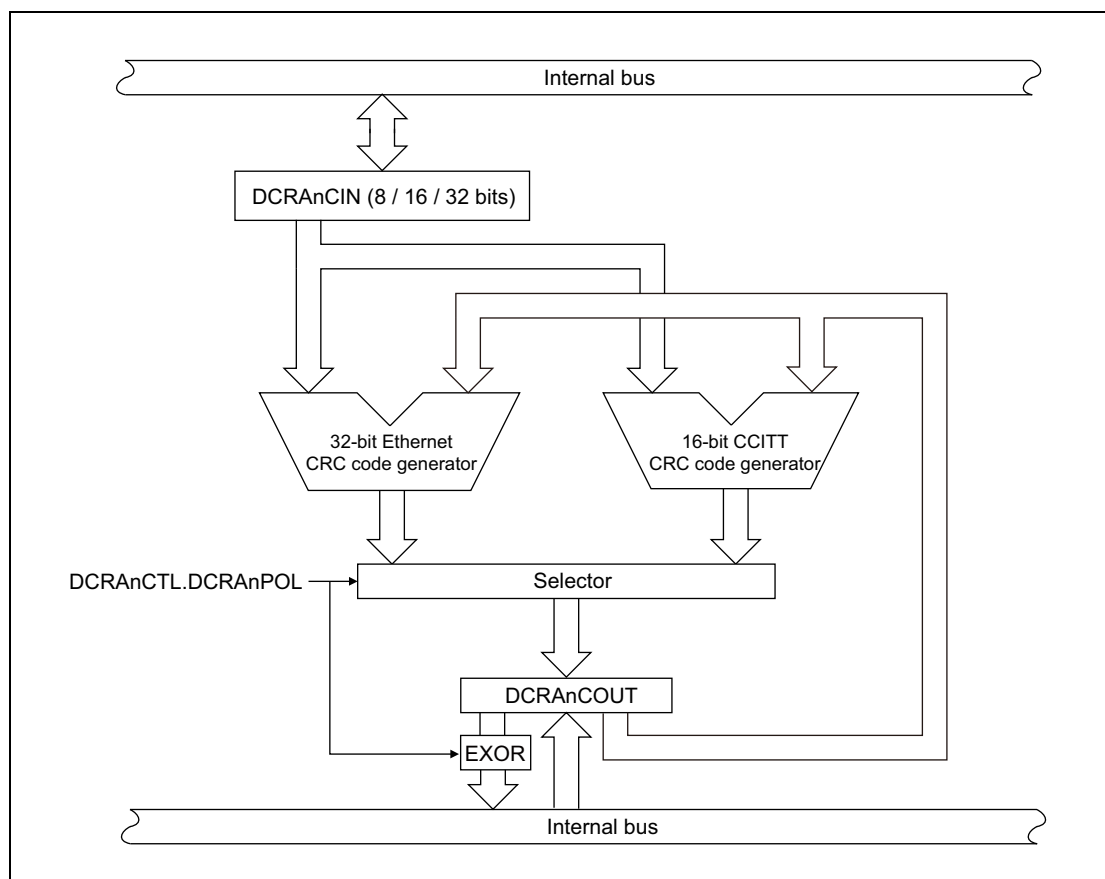 Internal bus
DCRAnCIN (8 / 16 / 32 bits)
32-bit Ethernet
CRC code generator
16-bit CCITT
CRC code generator
DCRAnCTL.DCRAnPOL
Selector
DCRAnCOUT
EXOR
Internal bus